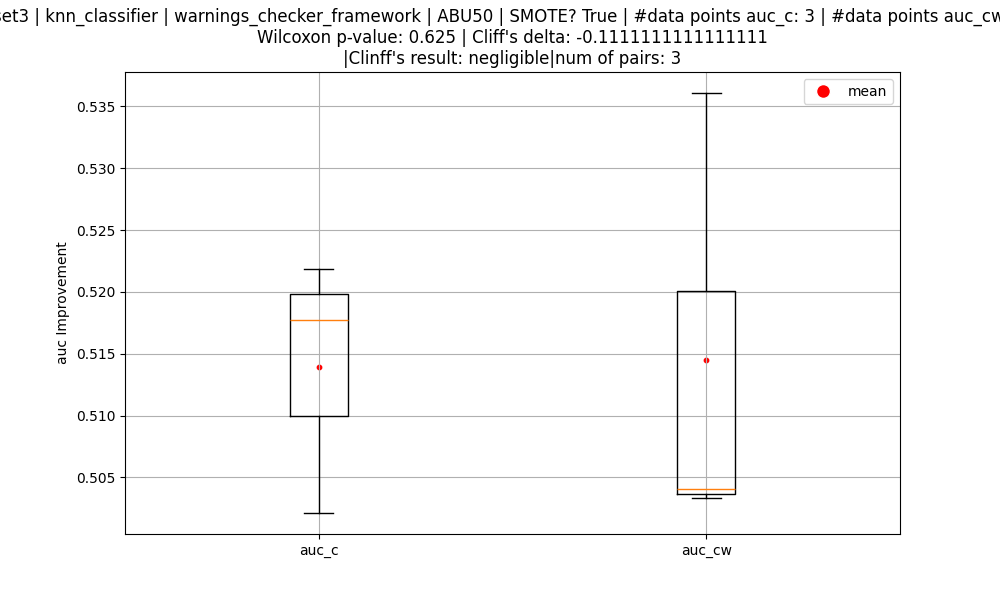 set3 | knn_classifier | warnings_checker_framework | ABU50 | SMOTE? True | #data points auc_c: 3 | #data points auc_cw
Wilcoxon p-value: 0.625 | Cliff's delta: -0.1111111111111111
|Clinff's result: negligible|num of pairs: 3
mean
0.535
0.530
0.525
0.520
0.515
0.510
0.505
auc Improvement
auc_c
auc_cw